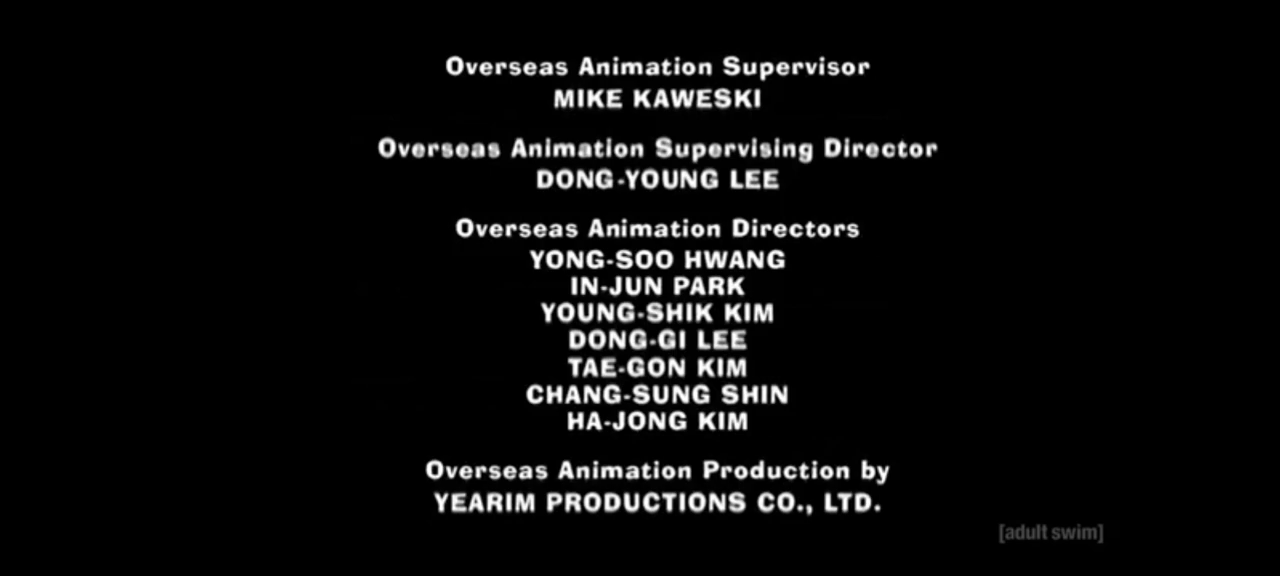 Overseas Animation Supervisor
MIKE KAWESKI
Overseas Animation Supervising Director
DONG-YOUNG LEE
Overseas Animation Directors
YONG-SOO HWANG
IN-JUN PARK
YOUNG-SHIK KIM
DONG-GI LEE
TAE-GON KIM
CHANG-SUNG SHIN
HA-JONG KIM
Overseas Animation Production by
YEARIM PRODUCTIONS CO., LTD.
[adult swim]